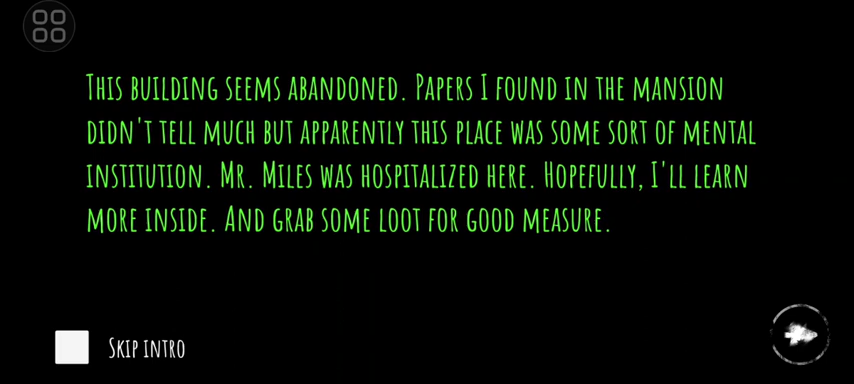 This building seems abandoned. Papers I found in the mansion
didn't tell much but apparently this place was some sort of mental
institution. Mr. Miles was hospitalized here. Hopefully, I'll learn
more inside. And grab some loot for good measure.
Skip intro